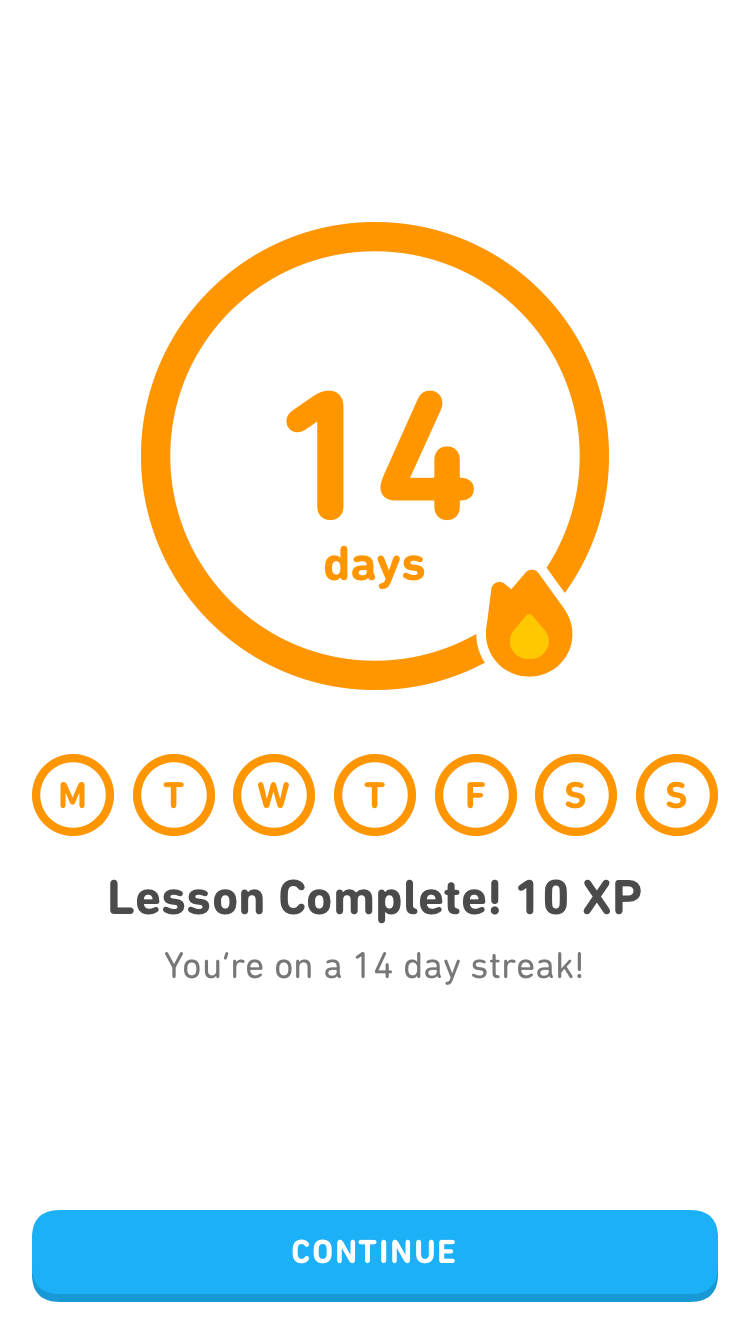 14
days
M T W T F S S
Lesson Complete! 10 XP
You’re on a 14 day streak!
CONTINUE